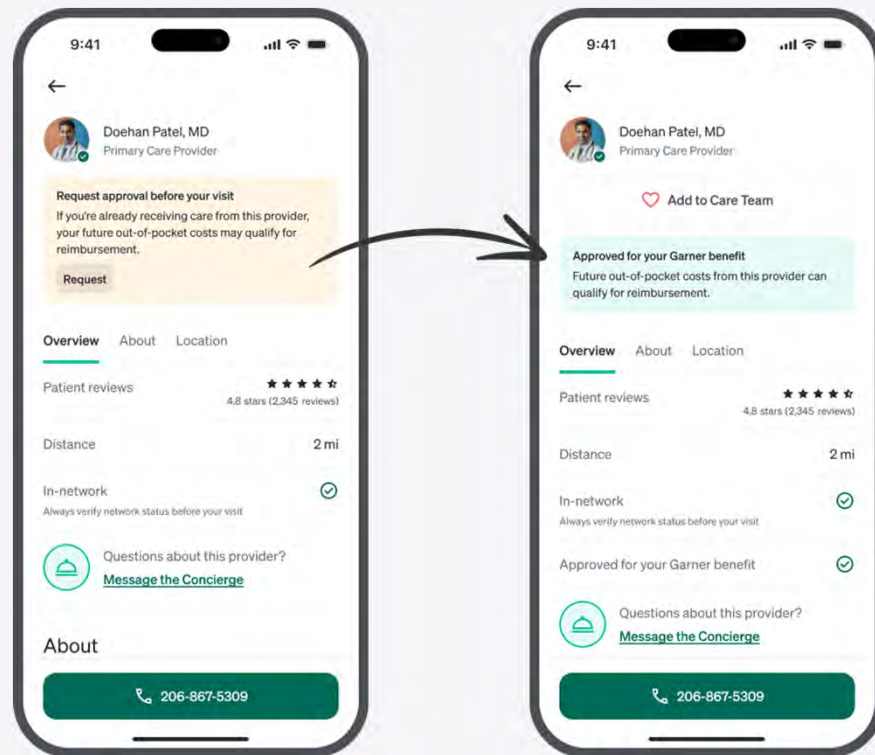 9:41
Doehan Patel, MD
Primary Care Provider
Request approval before your visit
If you're already receiving care from this provider,
your future out-of-pocket costs may qualify for
reimbursement.
Request
Overview About Location
Patient reviews
4.8 stars (2,345 reviews)
Distance 2 mi
In-network
Always verify network status before your visit
Questions about this provider?
Message the Concierge
About
206-867-5309
9:41
Doehan Patel, MD
Primary Care Provider
Add to Care Team
Approved for your Garner benefit
Future out-of-pocket costs from this provider can
qualify for reimbursement.
Overview About Location
Patient reviews
4.8 stars (2,345 reviews)
Distance 2 mi
In-network
Always verify network status before your visit
Approved for your Garner benefit
Questions about this provider?
Message the Concierge
206-867-5309